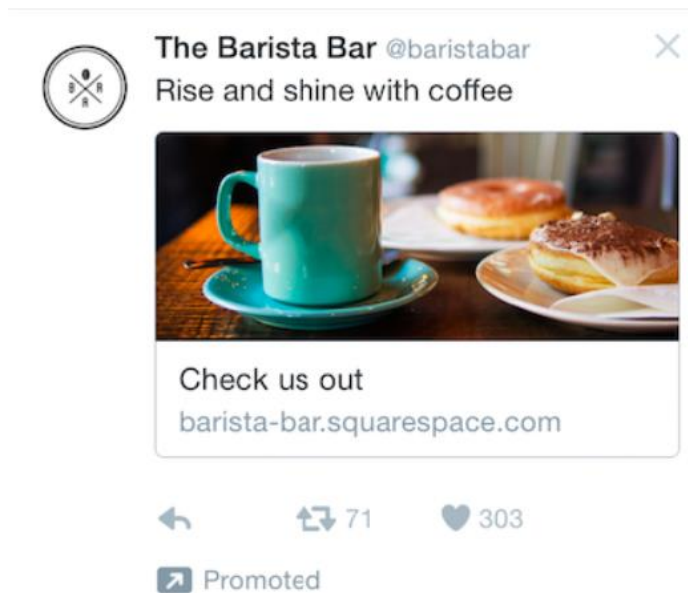 The Barista Bar @baristabar
Rise and shine with coffee
B R
A
Check us out
barista-bar.squarespace.com
71 303
Promoted